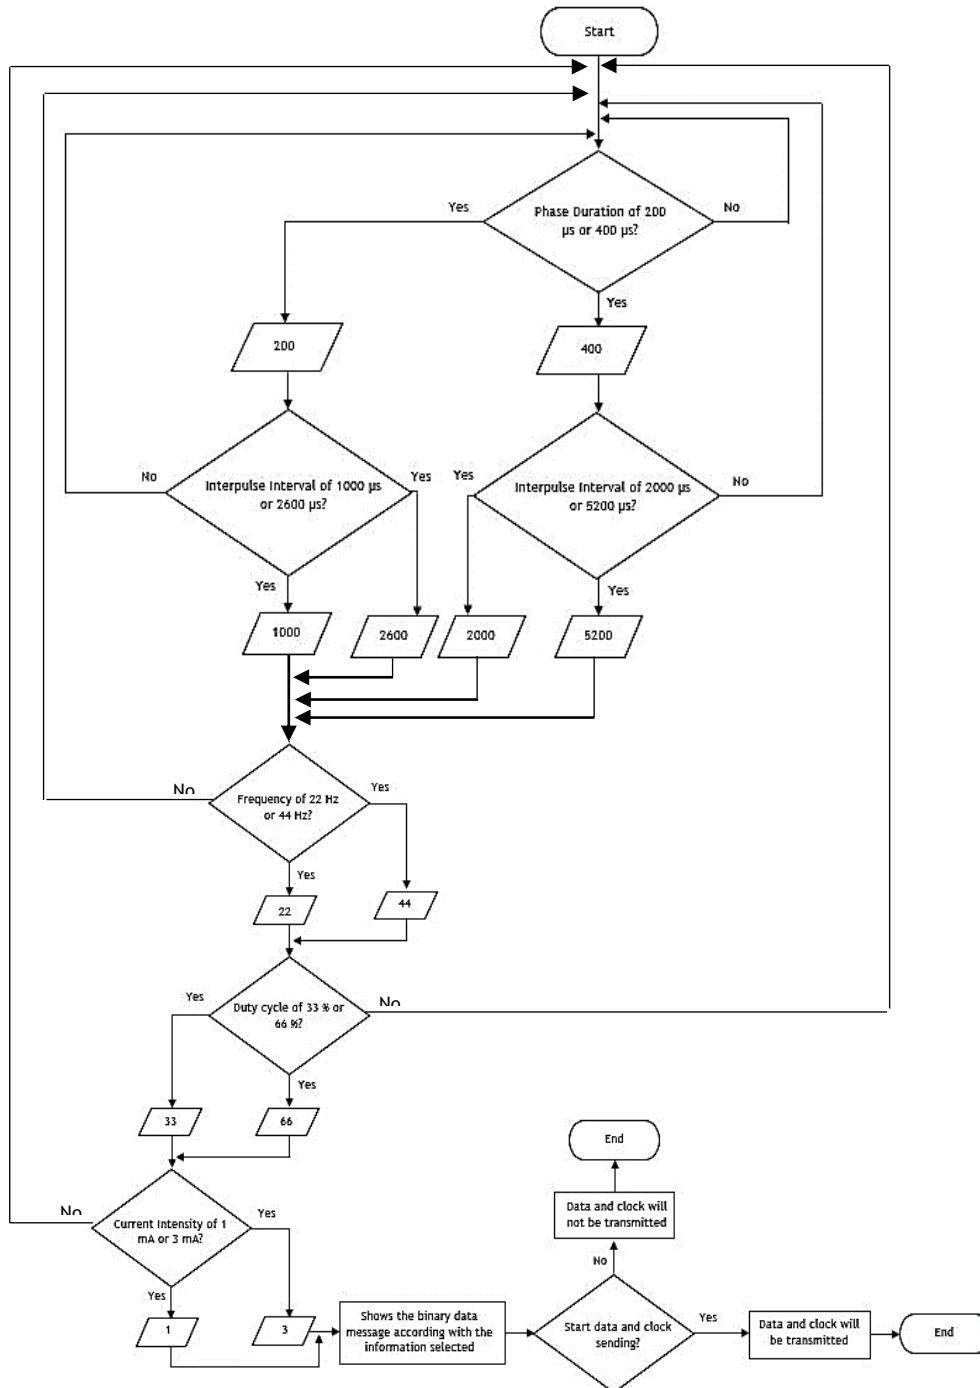 Start
Phase Duration of 200
µs or 400 µs?
Yes
No
Yes
200
400
Interpulse Interval of 1000 µs
or 2600 µs?
No
Yes
Yes
Interpulse Interval of 2000 µs
or 5200 µs?
Yes
No
Yes
1000
2600
2000
5200
Frequency of 22 Hz
or 44 Hz?
No
Yes
Yes
22
44
Duty cycle of 33 % or
66 %?
Yes
No
Yes
33
66
Current Intensity of 1
mA or 3 mA?
No
Yes
Yes
1
3
Shows the binary data
message according with the
information selected
Start data and clock
sending?
No
Data and clock will
not be transmitted
End
Yes
Data and clock will
be transmitted
End